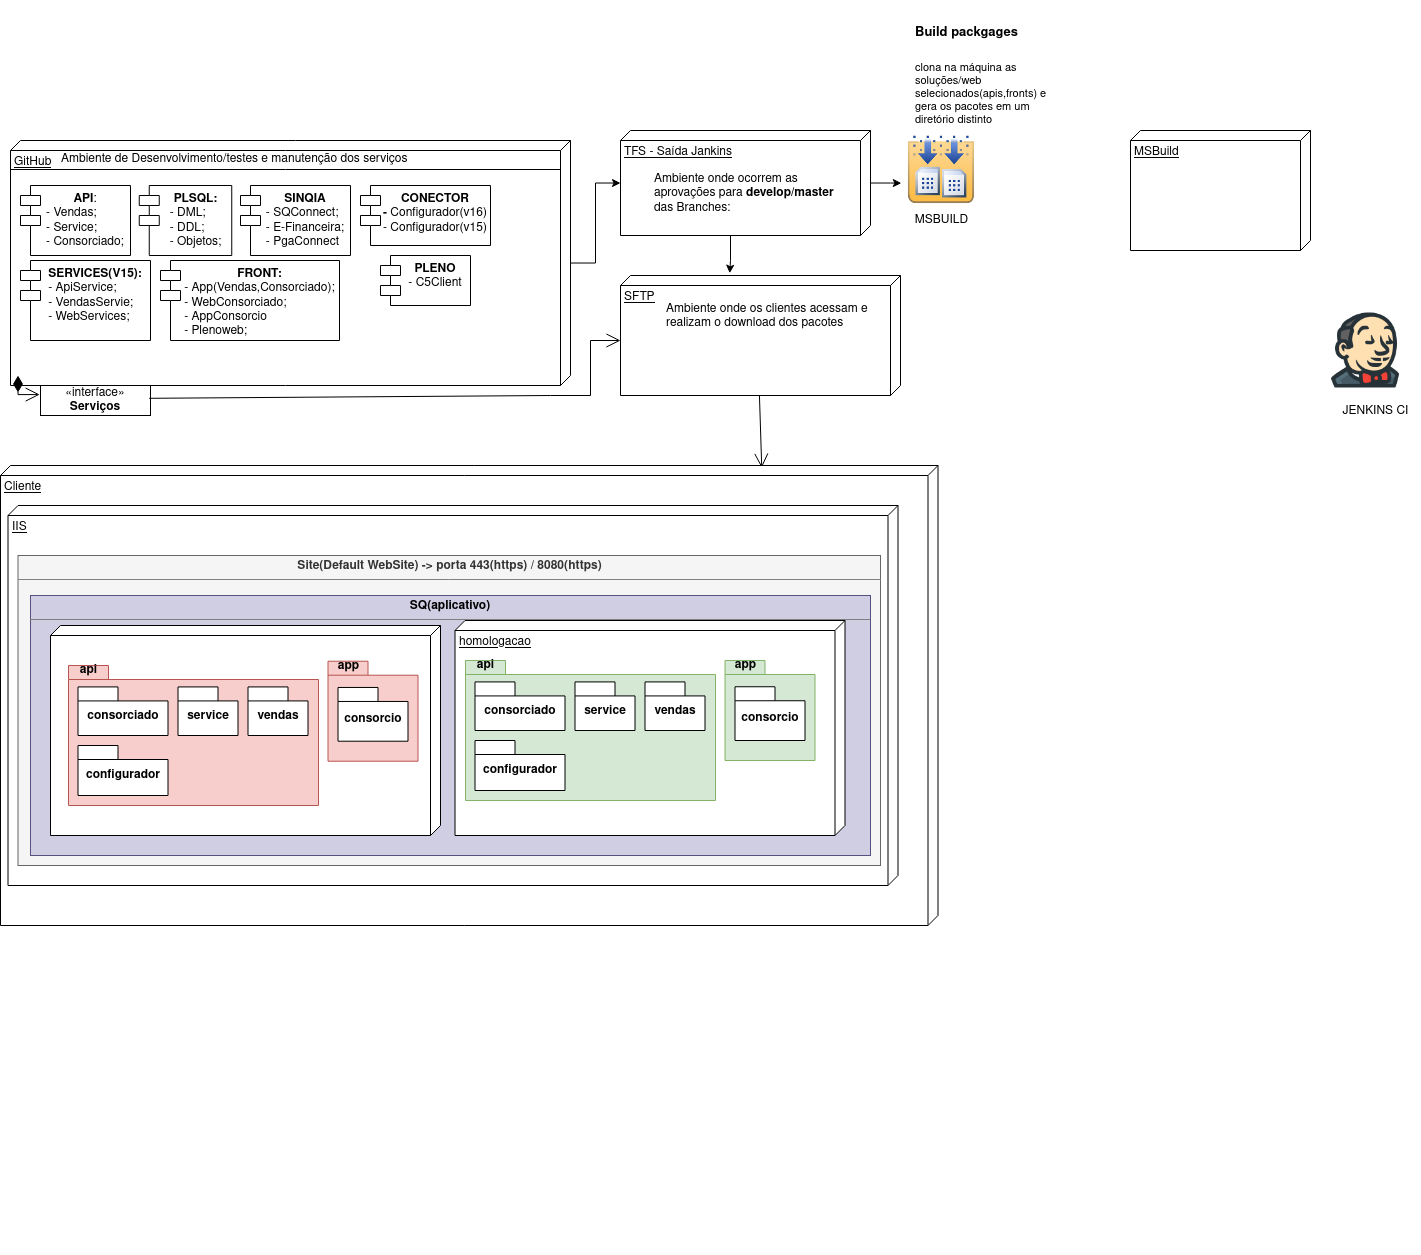 Build packgages
clona na máquina as
soluções/web
selecionados(apis,fronts) e
gera os pacotes em um
diretório distinto
MSBUILD
GitHub
Ambiente de Desenvolvimento/testes e manutenção dos serviços
API:
- Vendas;
- Service;
- Consorciado;
PLSQL:
- DML;
- DDL;
- Objetos;
SINQIA
- SQConnect;
- E-Financeira;
- PgaConnect
CONECTOR
- Configurador(v16)
- Configurador(v15)
SERVICES(V15):
- ApiService;
- VendasServie;
- WebServices;
FRONT:
- App(Vendas,Consorciado);
- WebConsorciado;
- AppConsorcio
- Plenoweb;
PLENO
- C5Client
«interface»
Serviços
TFS - Saída Jankins
Ambiente onde ocorrem as
aprovações para develop/master
das Branches:
SFTP
Ambiente onde os clientes acessam e
realizam o download dos pacotes
MSBuild
JENKINS CI
Cliente
IIS
Site(Default WebSite) -> porta 443(https) / 8080(https)
SQ(aplicativo)
api
consorciado
service
vendas
configurador
app
consorcio
homologacao
api
consorciado
service
vendas
configurador
app
consorcio